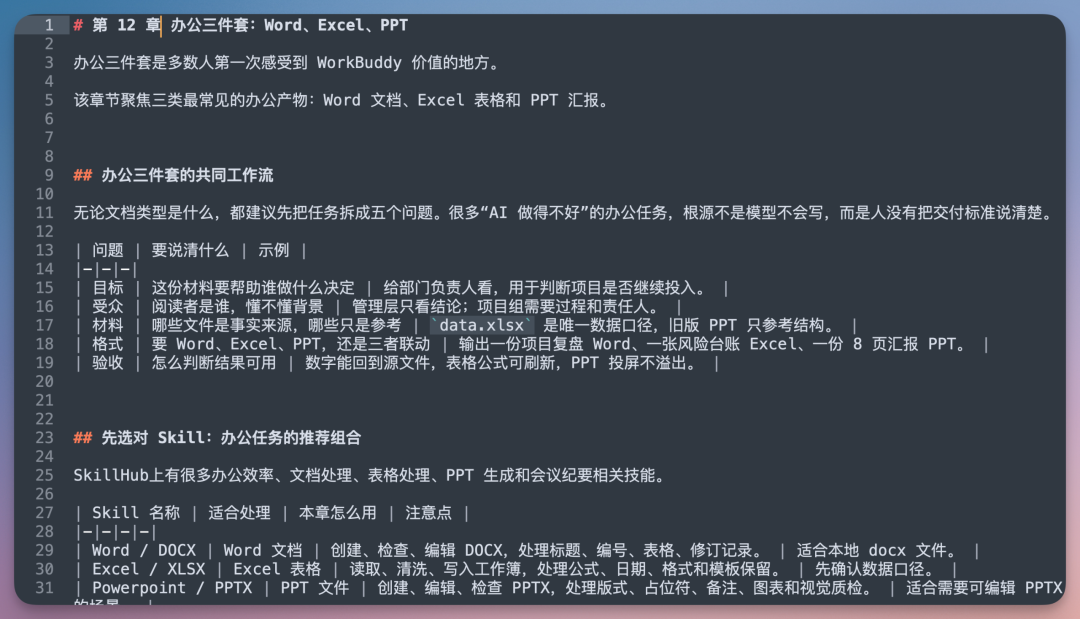 1 # 第 12 章 办公三件套：Word、Excel、PPT
2
3 办公三件套是多数人第一次感受到 WorkBuddy 价值的地方。
4
5 该章节聚焦三类最常见的办公产物：Word 文档、Excel 表格和 PPT 汇报。
6
7
8
9 ## 办公三件套的共同工作流
10
11 无论文档类型是什么，都建议先把任务拆成五个问题。很多“AI 做得不好”的办公任务，根源不是模型不会写，而是人没有把交付标准说清楚。
12
13 | 问题 | 要说清什么 | 示例 |
14 |-|-|-|
15 | 目标 | 这份材料要帮助谁做什么决定 | 给部门负责人看，用于判断项目是否继续投入。 |
16 | 受众 | 阅读者是谁，懂不懂背景 | 管理层只看结论；项目组需要过程和责任人。 |
17 | 材料 | 哪些文件是事实来源，哪些只是参考 | `data.xlsx` 是唯一数据口径，旧版 PPT 只参考结构。 |
18 | 格式 | 要 Word、Excel、PPT，还是三者联动 | 输出一份项目复盘 Word、一张风险台账 Excel、一份 8 页汇报 PPT。 |
19 | 验收 | 怎么判断结果可用 | 数字能回到源文件，表格公式可刷新，PPT 投屏不溢出。 |
20
21
22
23 ## 先选对 Skill：办公任务的推荐组合
24
25 SkillHub上有很多办公效率、文档处理、表格处理、PPT 生成和会议纪要相关技能。
26
27 | Skill 名称 | 适合处理 | 本章怎么用 | 注意点 |
28 |-|-|-|-|
29 | Word / DOCX | Word 文档 | 创建、检查、编辑 DOCX，处理标题、编号、表格、修订记录。 | 适合本地 docx 文件。 |
30 | Excel / XLSX | Excel 表格 | 读取、清洗、写入工作簿，处理公式、日期、格式和模板保留。 | 先确认数据口径。 |
31 | Powerpoint / PPTX | PPT 文件 | 创建、编辑、检查 PPTX，处理版式、占位符、备注、图表和视觉质检。 | 适合需要可编辑 PPTX
的场景。 |